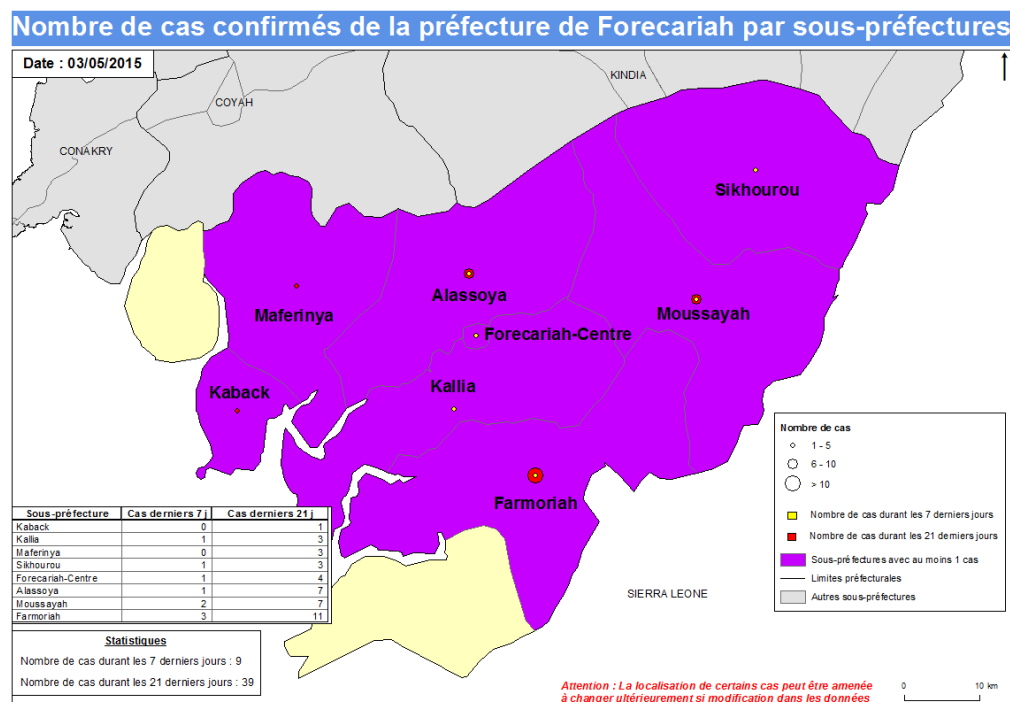 Nombre de cas confirmés de la préfecture de Forecariah par sous-préfectures
Date : 03/05/2015
KINDIA
COYAH
CONAKRY
Sikhourou
Alassoya
Maferinya
Moussayah
Forecariah-Centre
Kallia
Kaback
Farmoriah
SIERRA LEONE
Nombre de cas
1 - 5
6 - 10
> 10
Nombre de cas durant les 7 derniers jours
Nombre de cas durant les 21 derniers jours
Sous-préfectures avec au moins 1 cas
Limites préfecturales
Autres sous-préfectures
Sous-préfecture Cas derniers 7 j Cas derniers 21 j
Kaback 0 1
Kallia 1 3
Maferinya 0 3
Sikhourou 1 3
Forecariah-Centre 1 4
Alassoya 1 7
Moussayah 2 7
Farmoriah 3 11
Statistiques
Nombre de cas durant les 7 derniers jours : 9
Nombre de cas durant les 21 derniers jours : 39
Attention : La localisation de certains cas peut être amenée
à changer ultérieurement si modification dans les données
0 10 km